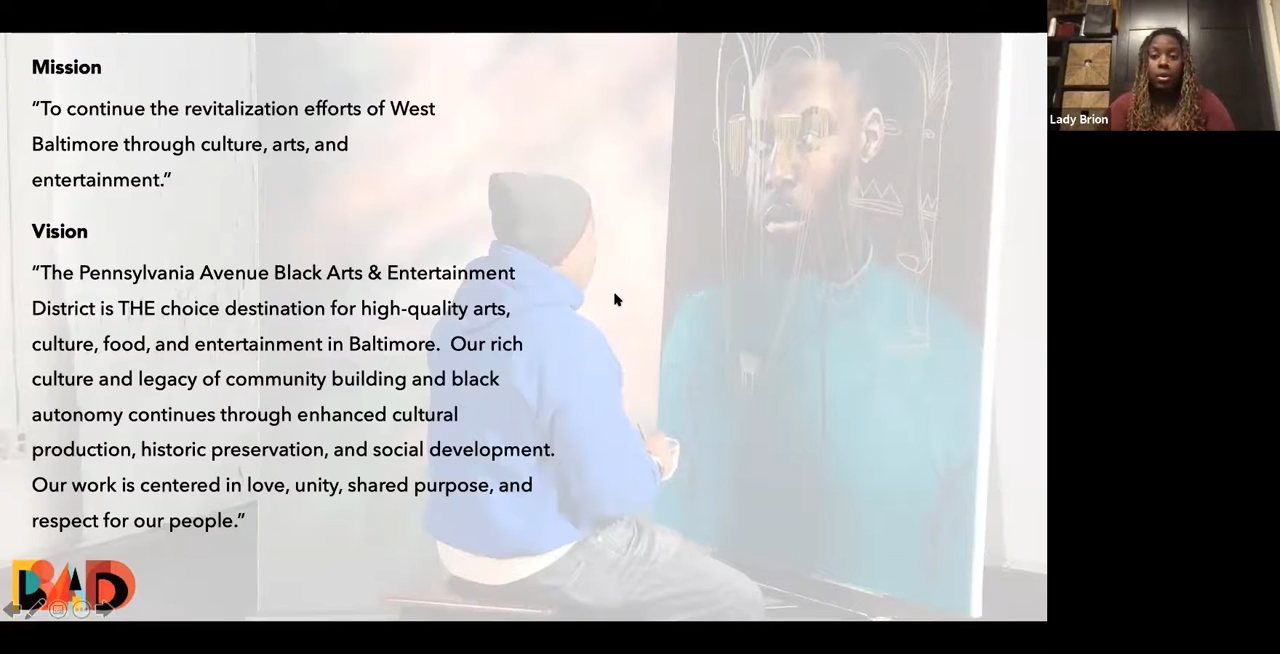 Mission
“To continue the revitalization efforts of West
Baltimore through culture, arts, and
entertainment.”
Vision
“The Pennsylvania Avenue Black Arts & Entertainment
District is THE choice destination for high-quality arts,
culture, food, and entertainment in Baltimore.  Our rich
culture and legacy of community building and black
autonomy continues through enhanced cultural
production, historic preservation, and social development.
Our work is centered in love, unity, shared purpose, and
respect for our people.”
BAD
Lady Brion